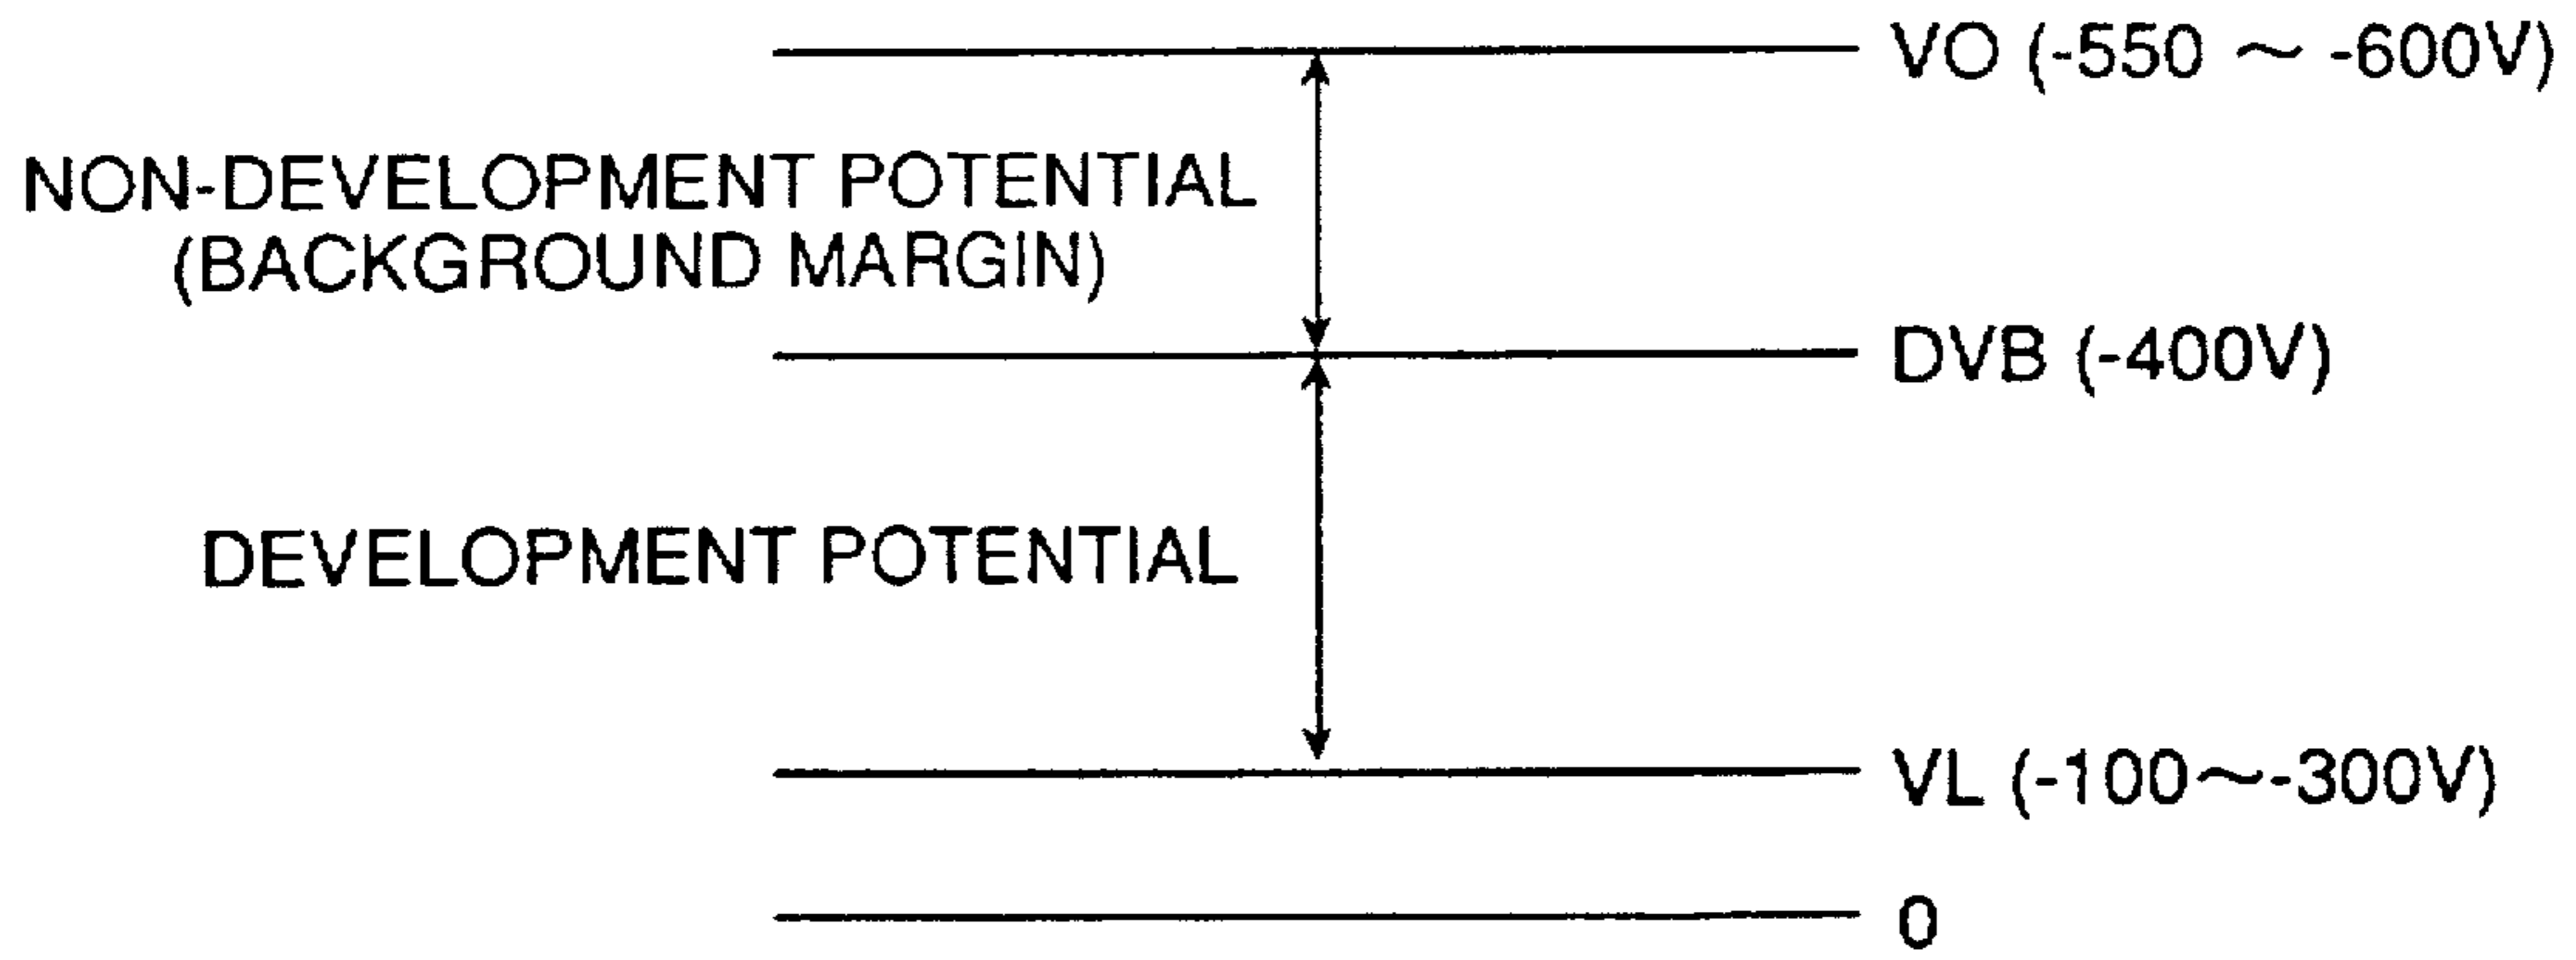 VO (-550 ~ -600V)
NON-DEVELOPMENT POTENTIAL
(BACKGROUND MARGIN)
DVB (-400V)
DEVELOPMENT POTENTIAL
VL (-100~-300V)
0